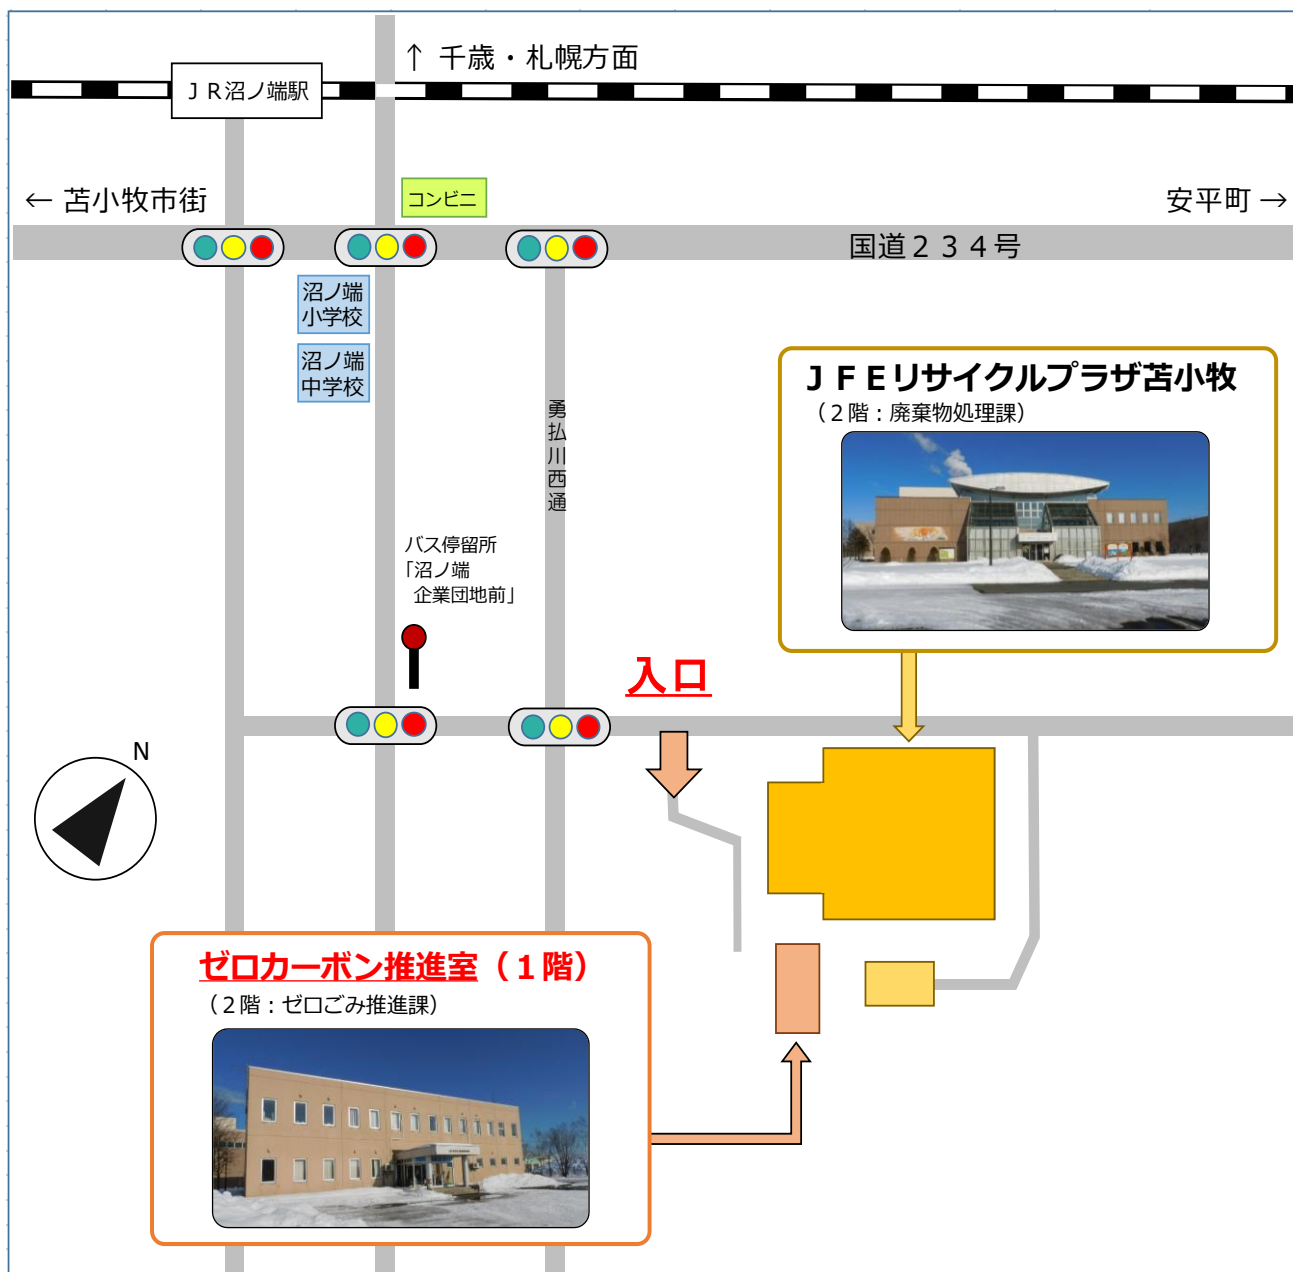 ↑ 千歳・札幌方面
ＪＲ沼ノ端駅
← 苫小牧市街
コンビニ
安平町 →
国道２３４号
沼ノ端
小学校
沼ノ端
中学校
ＪＦＥリサイクルプラザ苫小牧
（２階：廃棄物処理課）
勇払川西通
バス停留所
「沼ノ端
企業団地前」
入口
N
ゼロカーボン推進室（１階）
（２階：ゼロごみ推進課）